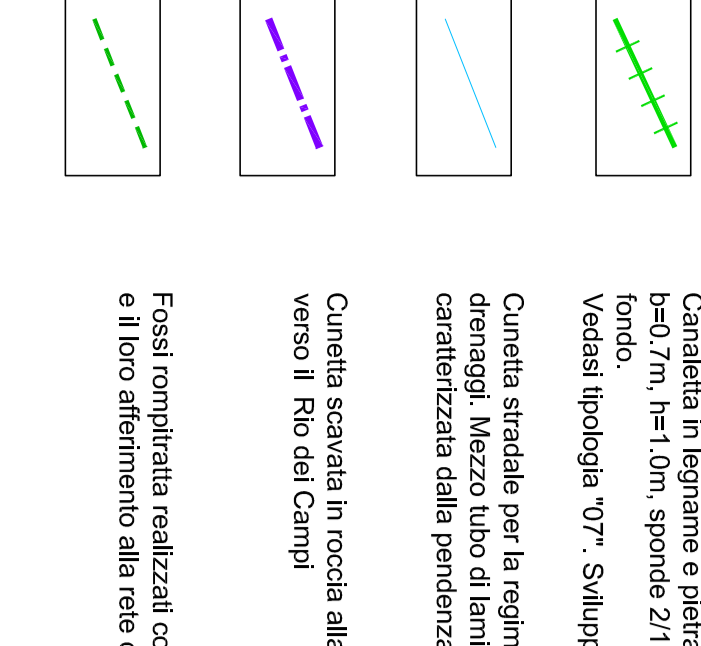 Canaletta in legname e pietra
b=0.7m, h=1.0m, sponde 2/1
fondo.
Vedasi tipologia "07". Svilupp
Cunetta stradale per la regim
drenaggi. Mezzo tubo di lami
caratterizzata dalla pendenza
Cunetta scavata in roccia alla
verso il Rio dei Campi
Fossi rompitratta realizzati co
e il loro afferimento alla rete